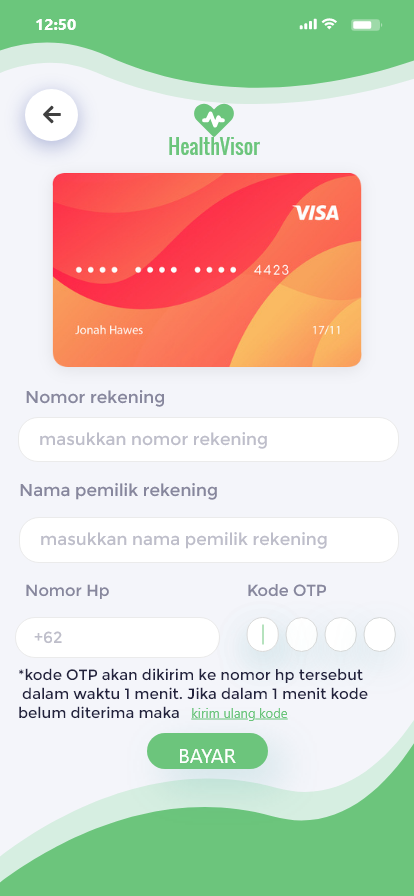 12:50
HealthVisor
VISA
•••• •••• •••• 4423
Jonah Hawes 17/11
Nomor rekening
masukkan nomor rekening
Nama pemilik rekening
masukkan nama pemilik rekening
Nomor Hp Kode OTP
+62
*kode OTP akan dikirim ke nomor hp tersebut
dalam waktu 1 menit. Jika dalam 1 menit kode
belum diterima maka kirim ulang kode
BAYAR